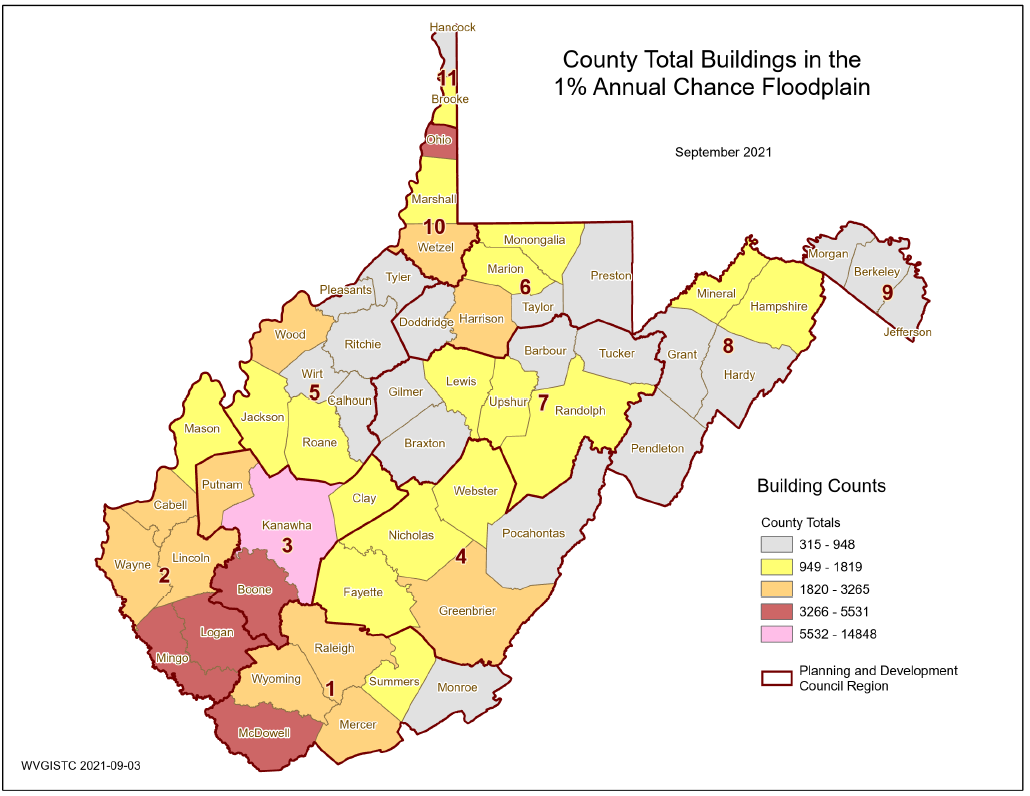 Hancock
County Total Buildings in the
1% Annual Chance Floodplain
11
Brooke
Ohio
September 2021
Marshall
10
Wetzel
Monongalia
Marion
6
Preston
Morgan
Berkeley
9
Jefferson
Tyler
Pleasants
Taylor
Mineral
Hampshire
Doddridge
Harrison
Wood
Ritchie
Barbour
Tucker
Grant
8
Hardy
Wirt
5
Calhoun
Gilmer
Lewis
Upshur
7
Randolph
Jackson
Mason
Roane
Braxton
Pendleton
Putnam
Cabell
Clay
Webster
Kanawha
3
Nicholas
Pocahontas
4
Wayne
2
Lincoln
Boone
Fayette
Greenbrier
Logan
Mingo
Raleigh
Wyoming
1
Summers
Monroe
Mercer
McDowell
Building Counts
County Totals
315 - 948
949 - 1819
1820 - 3265
3266 - 5531
5532 - 14848
Planning and Development
Council Region
WVGISTC 2021-09-03